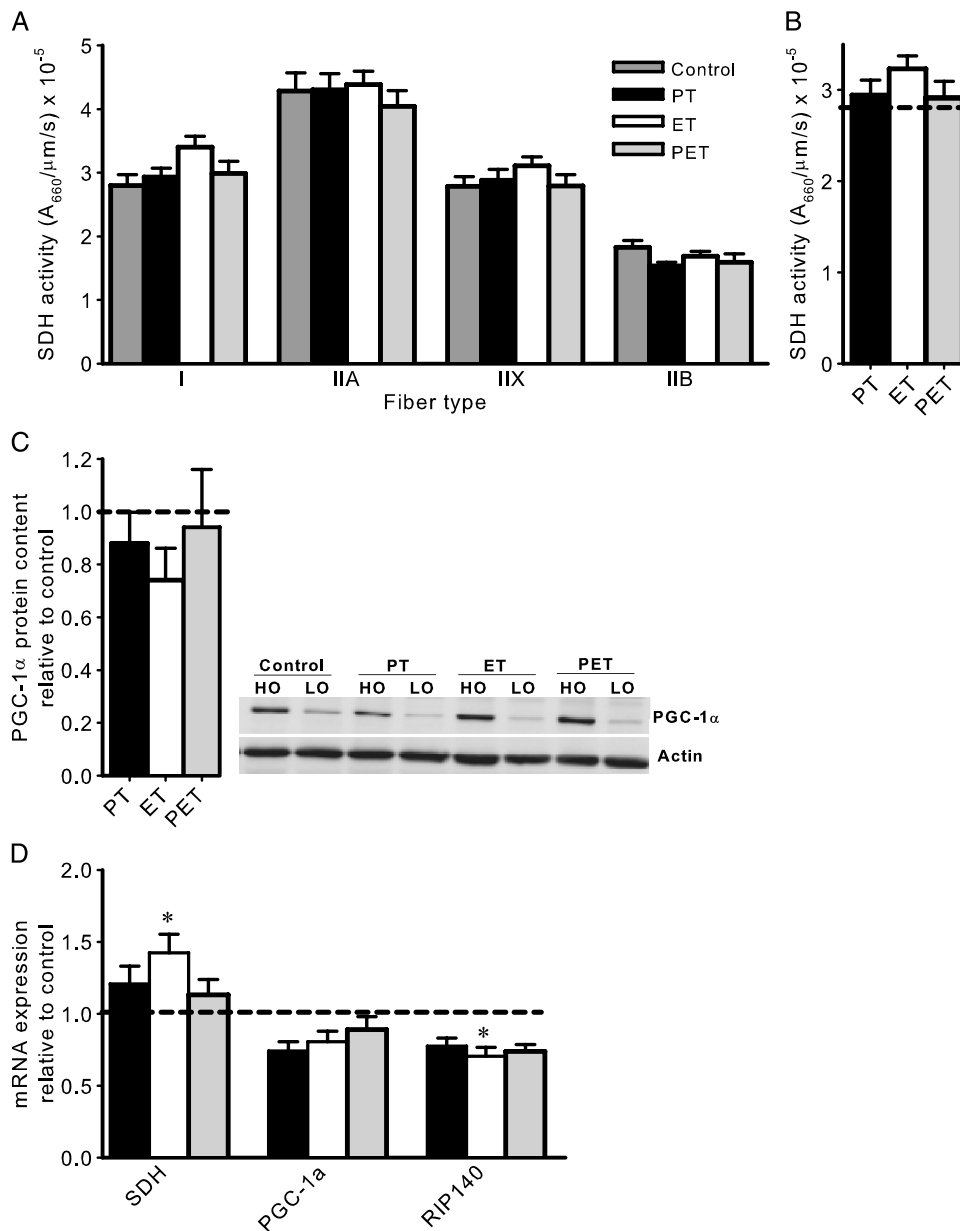 A
SDH activity (A660/μm/s) x 10-5
5
4
3
2
1
0
Control
PT
ET
PET
I IIA IIX IIB
Fiber type
B
SDH activity (A660/μm/s) x 10-5
3
2
1
0
PT ET PET
C
PGC-1α protein content
relative to control
1.2
1.0
0.8
0.6
0.4
0.2
0.0
PT ET PET
Control PT ET PET
HO LO HO LO HO LO HO LO
PGC-1α
Actin
D
mRNA expression
relative to control
2.0
1.5
1.0
0.5
0.0
*
*
SDH PGC-1a RIP140